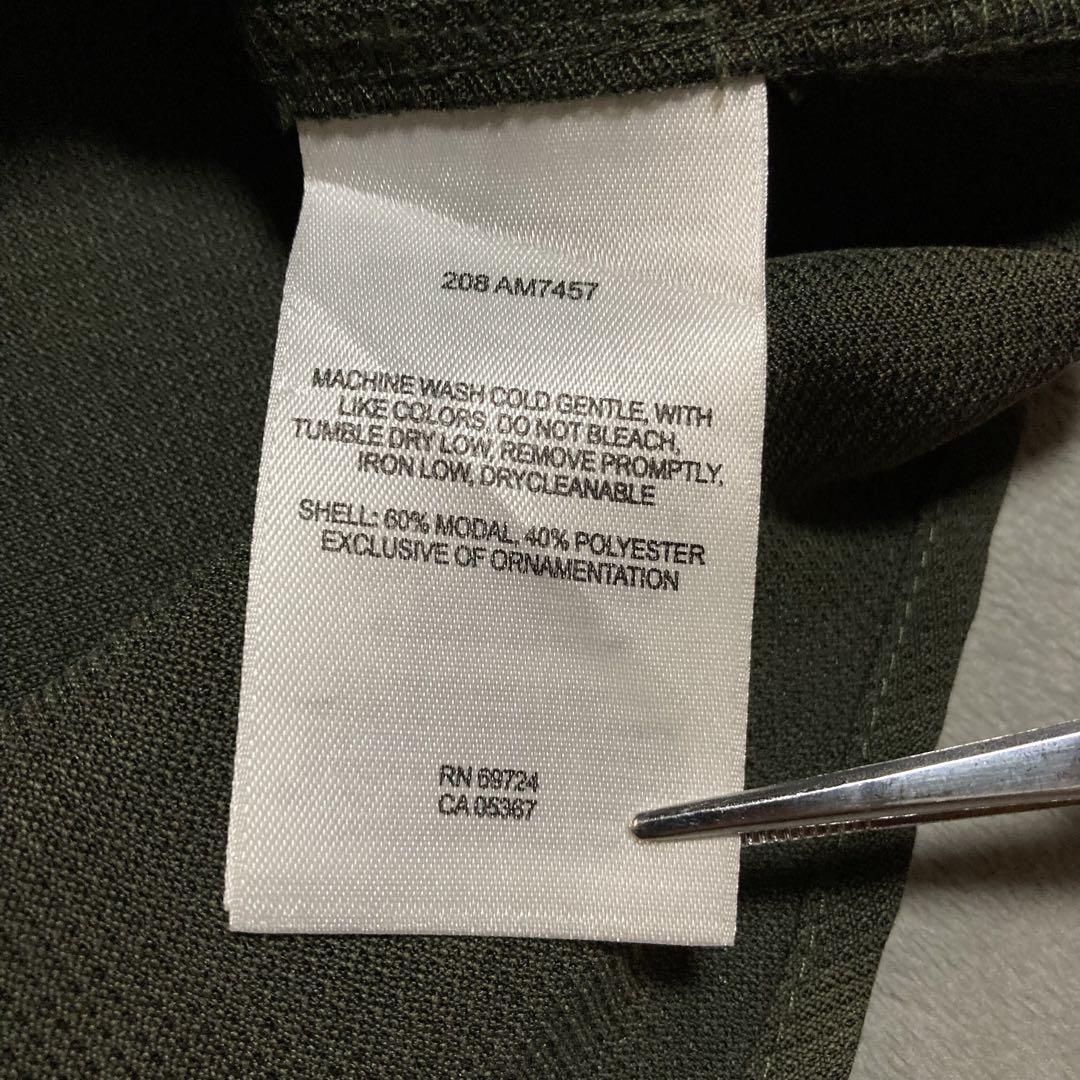 208 AM7457
MACHINE WASH COLD GENTLE, WITH
LIKE COLORS, DO NOT BLEACH,
TUMBLE DRY LOW, REMOVE PROMPTLY,
IRON LOW, DRYCLEANABLE
SHELL: 60% MODAL, 40% POLYESTER
EXCLUSIVE OF ORNAMENTATION
RN 69724
CA 05367